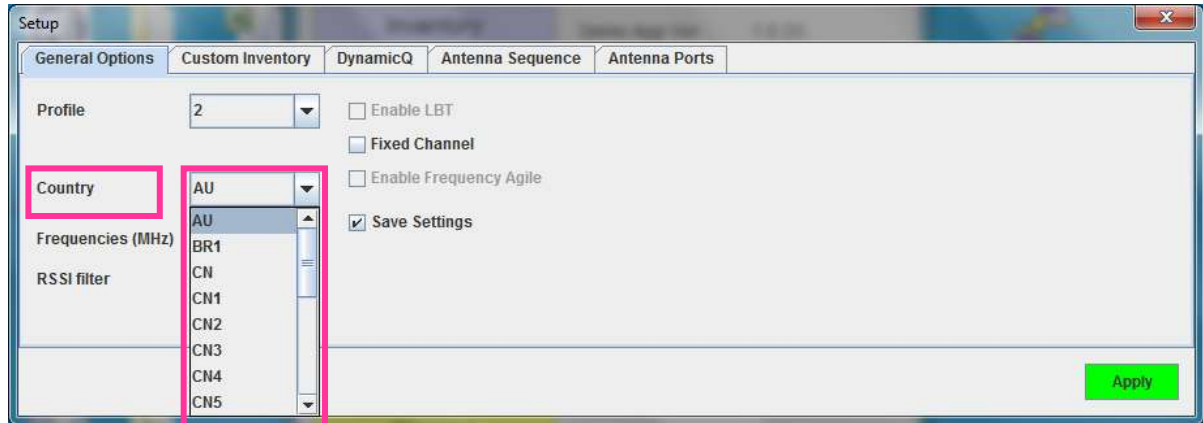 Setup
General Options Custom Inventory DynamicQ Antenna Sequence Antenna Ports
Profile 2 Enable LBT
Fixed Channel
Country AU Enable Frequency Agile
AU
Save Settings
Frequencies (MHz)
BR1
RSSI filter
CN
CN1
CN2
CN3
CN4
CN5
Apply